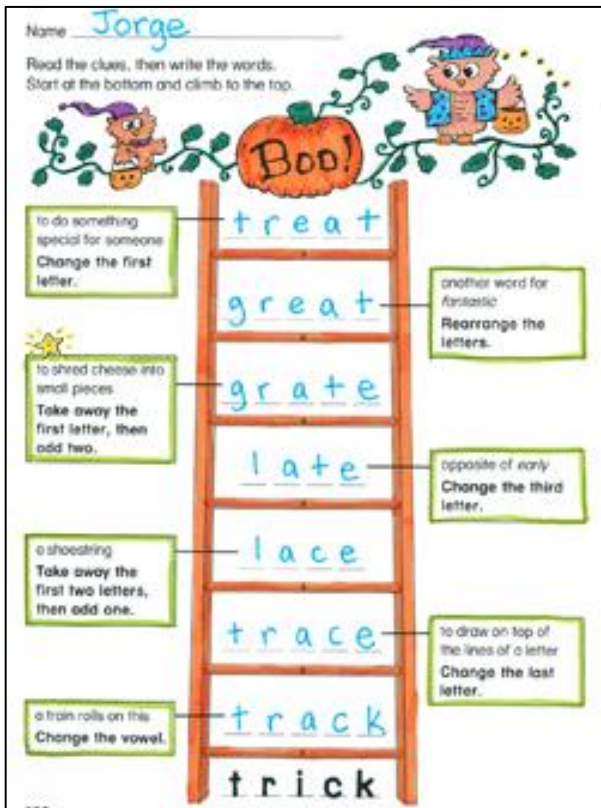 Name Jorge
Read the clues, then write the words.
Start at the bottom and climb to the top.
Boo!
to do something
special for someone
Change the first
letter.
treat
great
another word for
fantastic
Rearrange the
letters.
to shred cheese into
small pieces
Take away the
first letter, then
add two.
grate
late
opposite of early
Change the third
letter.
a shoestring
Take away the
first two letters,
then add one.
lace
trace
to draw on top of
the lines of a letter
Change the last
letter.
a train rolls on this
Change the vowel.
track
trick